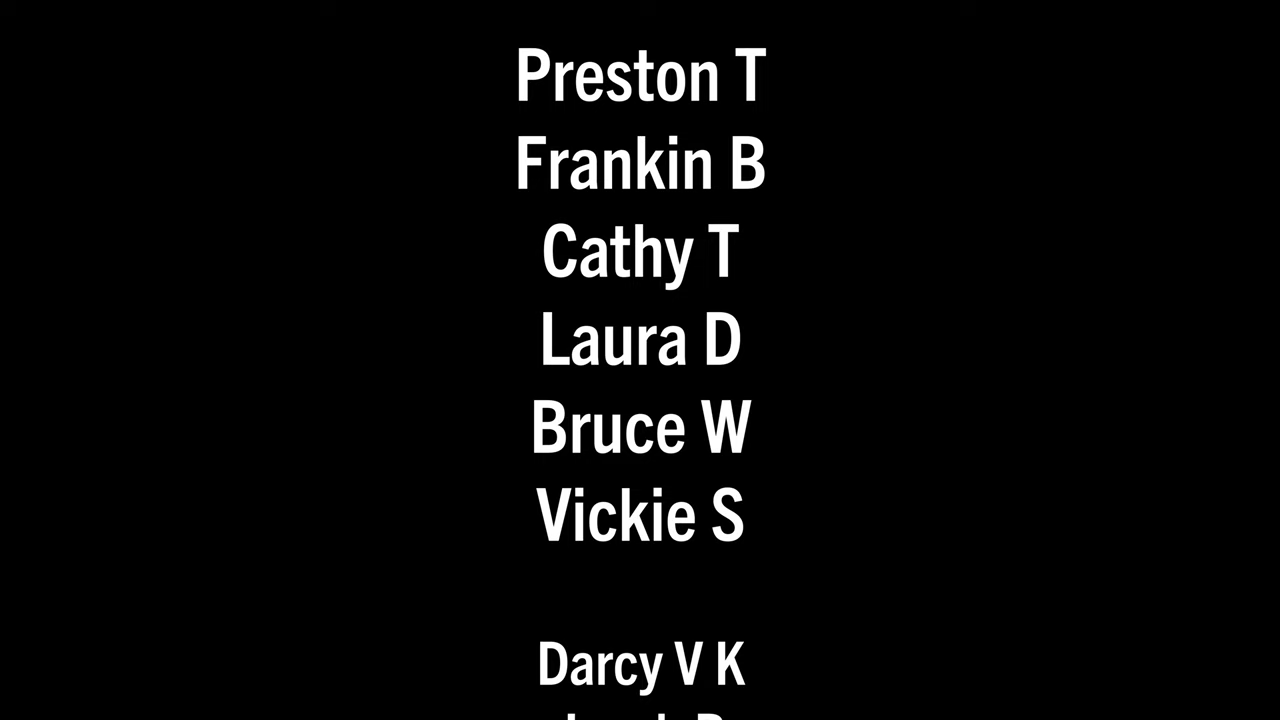 Preston T
Frankin B
Cathy T
Laura D
Bruce W
Vickie S
Darcy V K